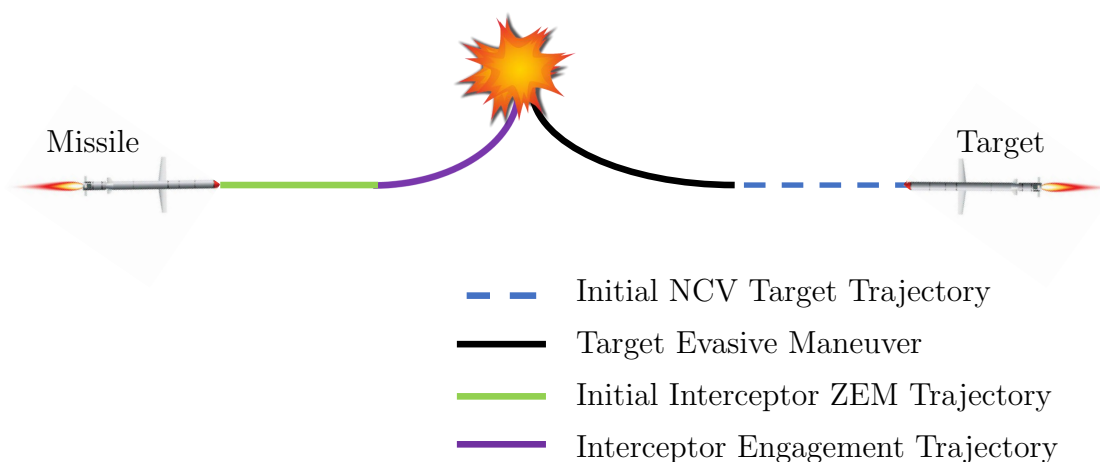 Missile
Target
Initial NCV Target Trajectory
Target Evasive Maneuver
Initial Interceptor ZEM Trajectory
Interceptor Engagement Trajectory